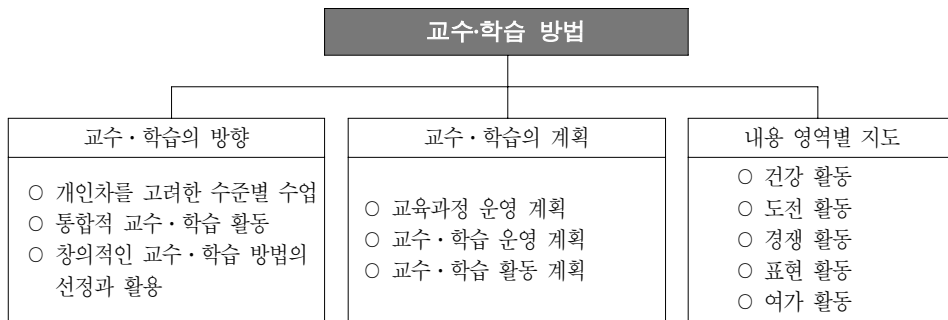 교수·학습 방법
교수·학습의 방향
○ 개인차를 고려한 수준별 수업
○ 통합적 교수·학습 활동
○ 창의적인 교수·학습 방법의
선정과 활용
교수·학습의 계획
○ 교육과정 운영 계획
○ 교수·학습 운영 계획
○ 교수·학습 활동 계획
내용 영역별 지도
○ 건강 활동
○ 도전 활동
○ 경쟁 활동
○ 표현 활동
○ 여가 활동